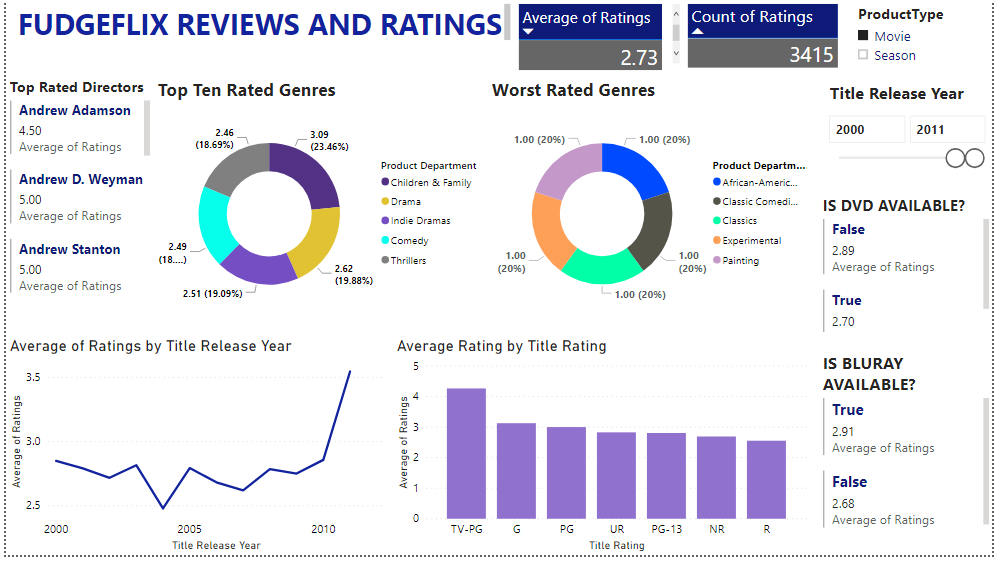 FUDGEFLIX REVIEWS AND RATINGS
Average of Ratings
2.73
Count of Ratings
3415
ProductType
Movie
Season
Top Rated Directors
Andrew Adamson
4.50
Average of Ratings
Andrew D. Weyman
5.00
Average of Ratings
Andrew Stanton
5.00
Average of Ratings
Top Ten Rated Genres
2.46
(18.69%)
3.09
(23.46%)
2.49
(18....)
2.62
(19.88%)
2.51 (19.09%)
Product Department
Children & Family
Drama
Indie Dramas
Comedy
Thrillers
Worst Rated Genres
1.00 (20%)
1.00 (20%)
1.00
(20%)
1.00
(20%)
1.00 (20%)
Product Departm...
African-Americ...
Classic Comedi...
Classics
Experimental
Painting
Title Release Year
2000
2011
IS DVD AVAILABLE?
False
2.89
Average of Ratings
True
2.70
IS BLURAY
AVAILABLE?
True
2.91
Average of Ratings
False
2.68
Average of Ratings
Average of Ratings by Title Release Year
Average of Ratings
3.5
3.0
2.5
2000
2005
2010
Title Release Year
Average Rating by Title Rating
Average of Ratings
5
4
3
2
1
0
TV-PG
G
PG
UR
PG-13
NR
R
Title Rating